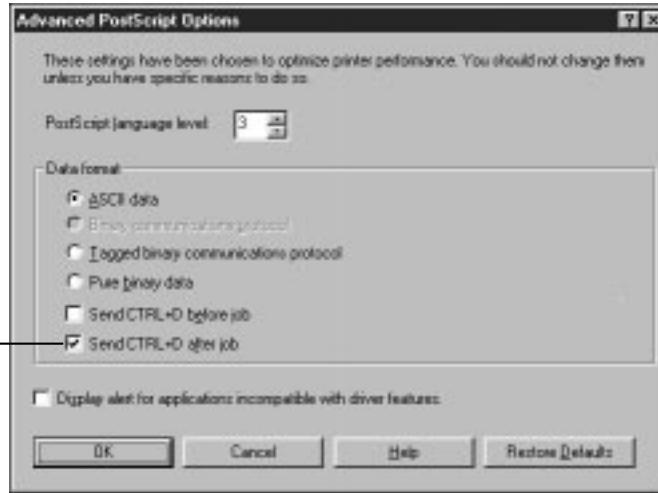 Advanced PostScript Options
These settings have been chosen to optimize printer performance. You should not change them
unless you have specific reasons to do so.
PostScript language level: 3
Data format
ASCII data
Binary communications protocol
Tagged binary communications protocol
Pure binary data
Send CTRL+D before job
Send CTRL+D after job
Display alert for applications incompatible with driver features.
OK Cancel Help Restore Defaults